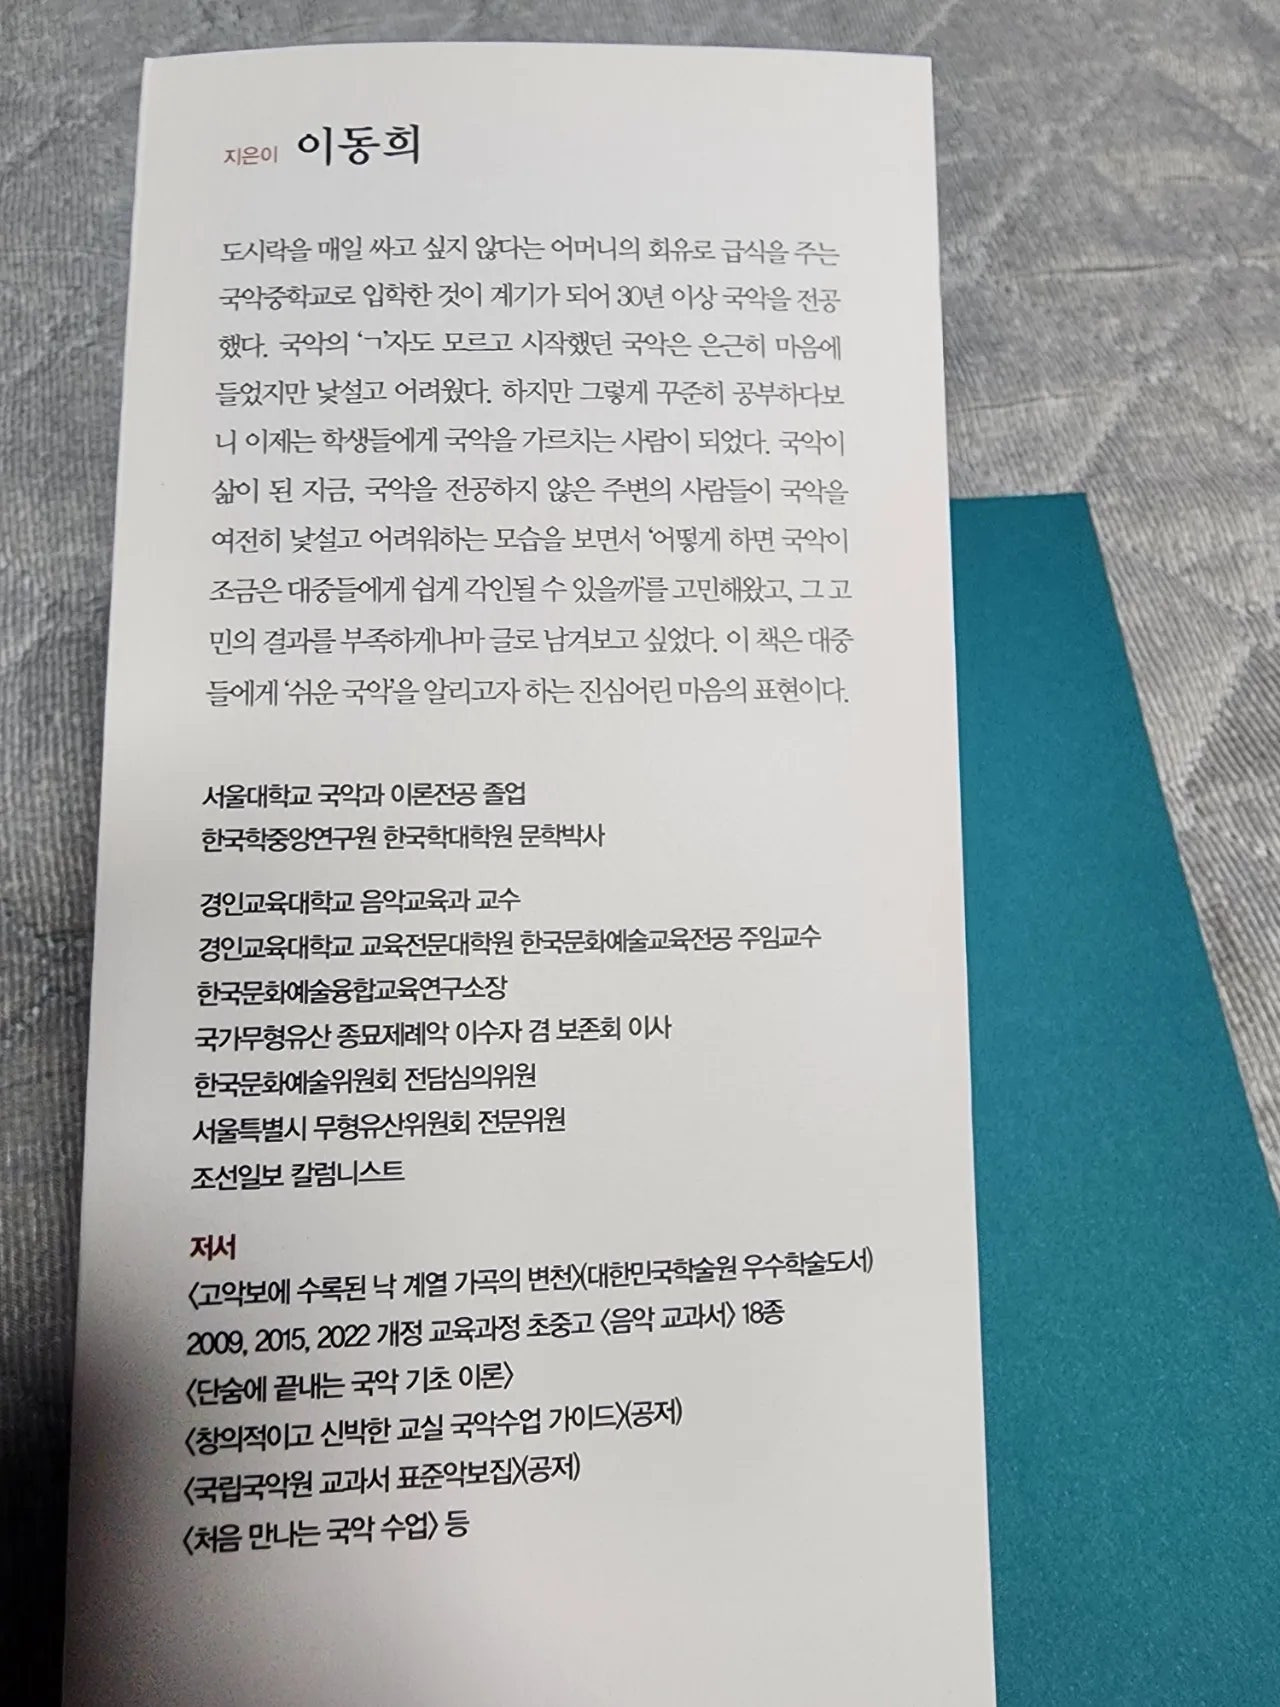 지은이 이동희
도시락을 매일 싸고 싶지 않다는 어머니의 회유로 급식을 주는
국악중학교로 입학한 것이 계기가 되어 30년 이상 국악을 전공
했다. 국악의 ‘ㄱ’자도 모르고 시작했던 국악은 은근히 마음에
들었지만 낯설고 어려웠다. 하지만 그렇게 꾸준히 공부하다보
니 이제는 학생들에게 국악을 가르치는 사람이 되었다. 국악이
삶이 된 지금, 국악을 전공하지 않은 주변의 사람들이 국악을
여전히 낯설고 어려워하는 모습을 보면서 ‘어떻게 하면 국악이
조금은 대중들에게 쉽게 각인될 수 있을까’를 고민해왔고, 그 고
민의 결과를 부족하게나마 글로 남겨보고 싶었다. 이 책은 대중
들에게 ‘쉬운 국악’을 알리고자 하는 진심어린 마음의 표현이다.
서울대학교 국악과 이론전공 졸업
한국학중앙연구원 한국학대학원 문학박사
경인교육대학교 음악교육과 교수
경인교육대학교 교육전문대학원 한국문화예술교육전공 주임교수
한국문화예술융합교육연구소장
국가무형유산 종묘제례악 이수자 겸 보존회 이사
한국문화예술위원회 전담심의위원
서울특별시 무형유산위원회 전문위원
조선일보 칼럼니스트
저서
〈고악보에 수록된 낙 계열 가곡의 변천〉(대한민국학술원 우수학술도서)
2009, 2015, 2022 개정 교육과정 초중고 〈음악 교과서〉 18종
〈단숨에 끝내는 국악 기초 이론〉
〈창의적이고 신박한 교실 국악수업 가이드〉(공저)
〈국립국악원 교과서 표준악보집〉(공저)
〈처음 만나는 국악 수업〉 등